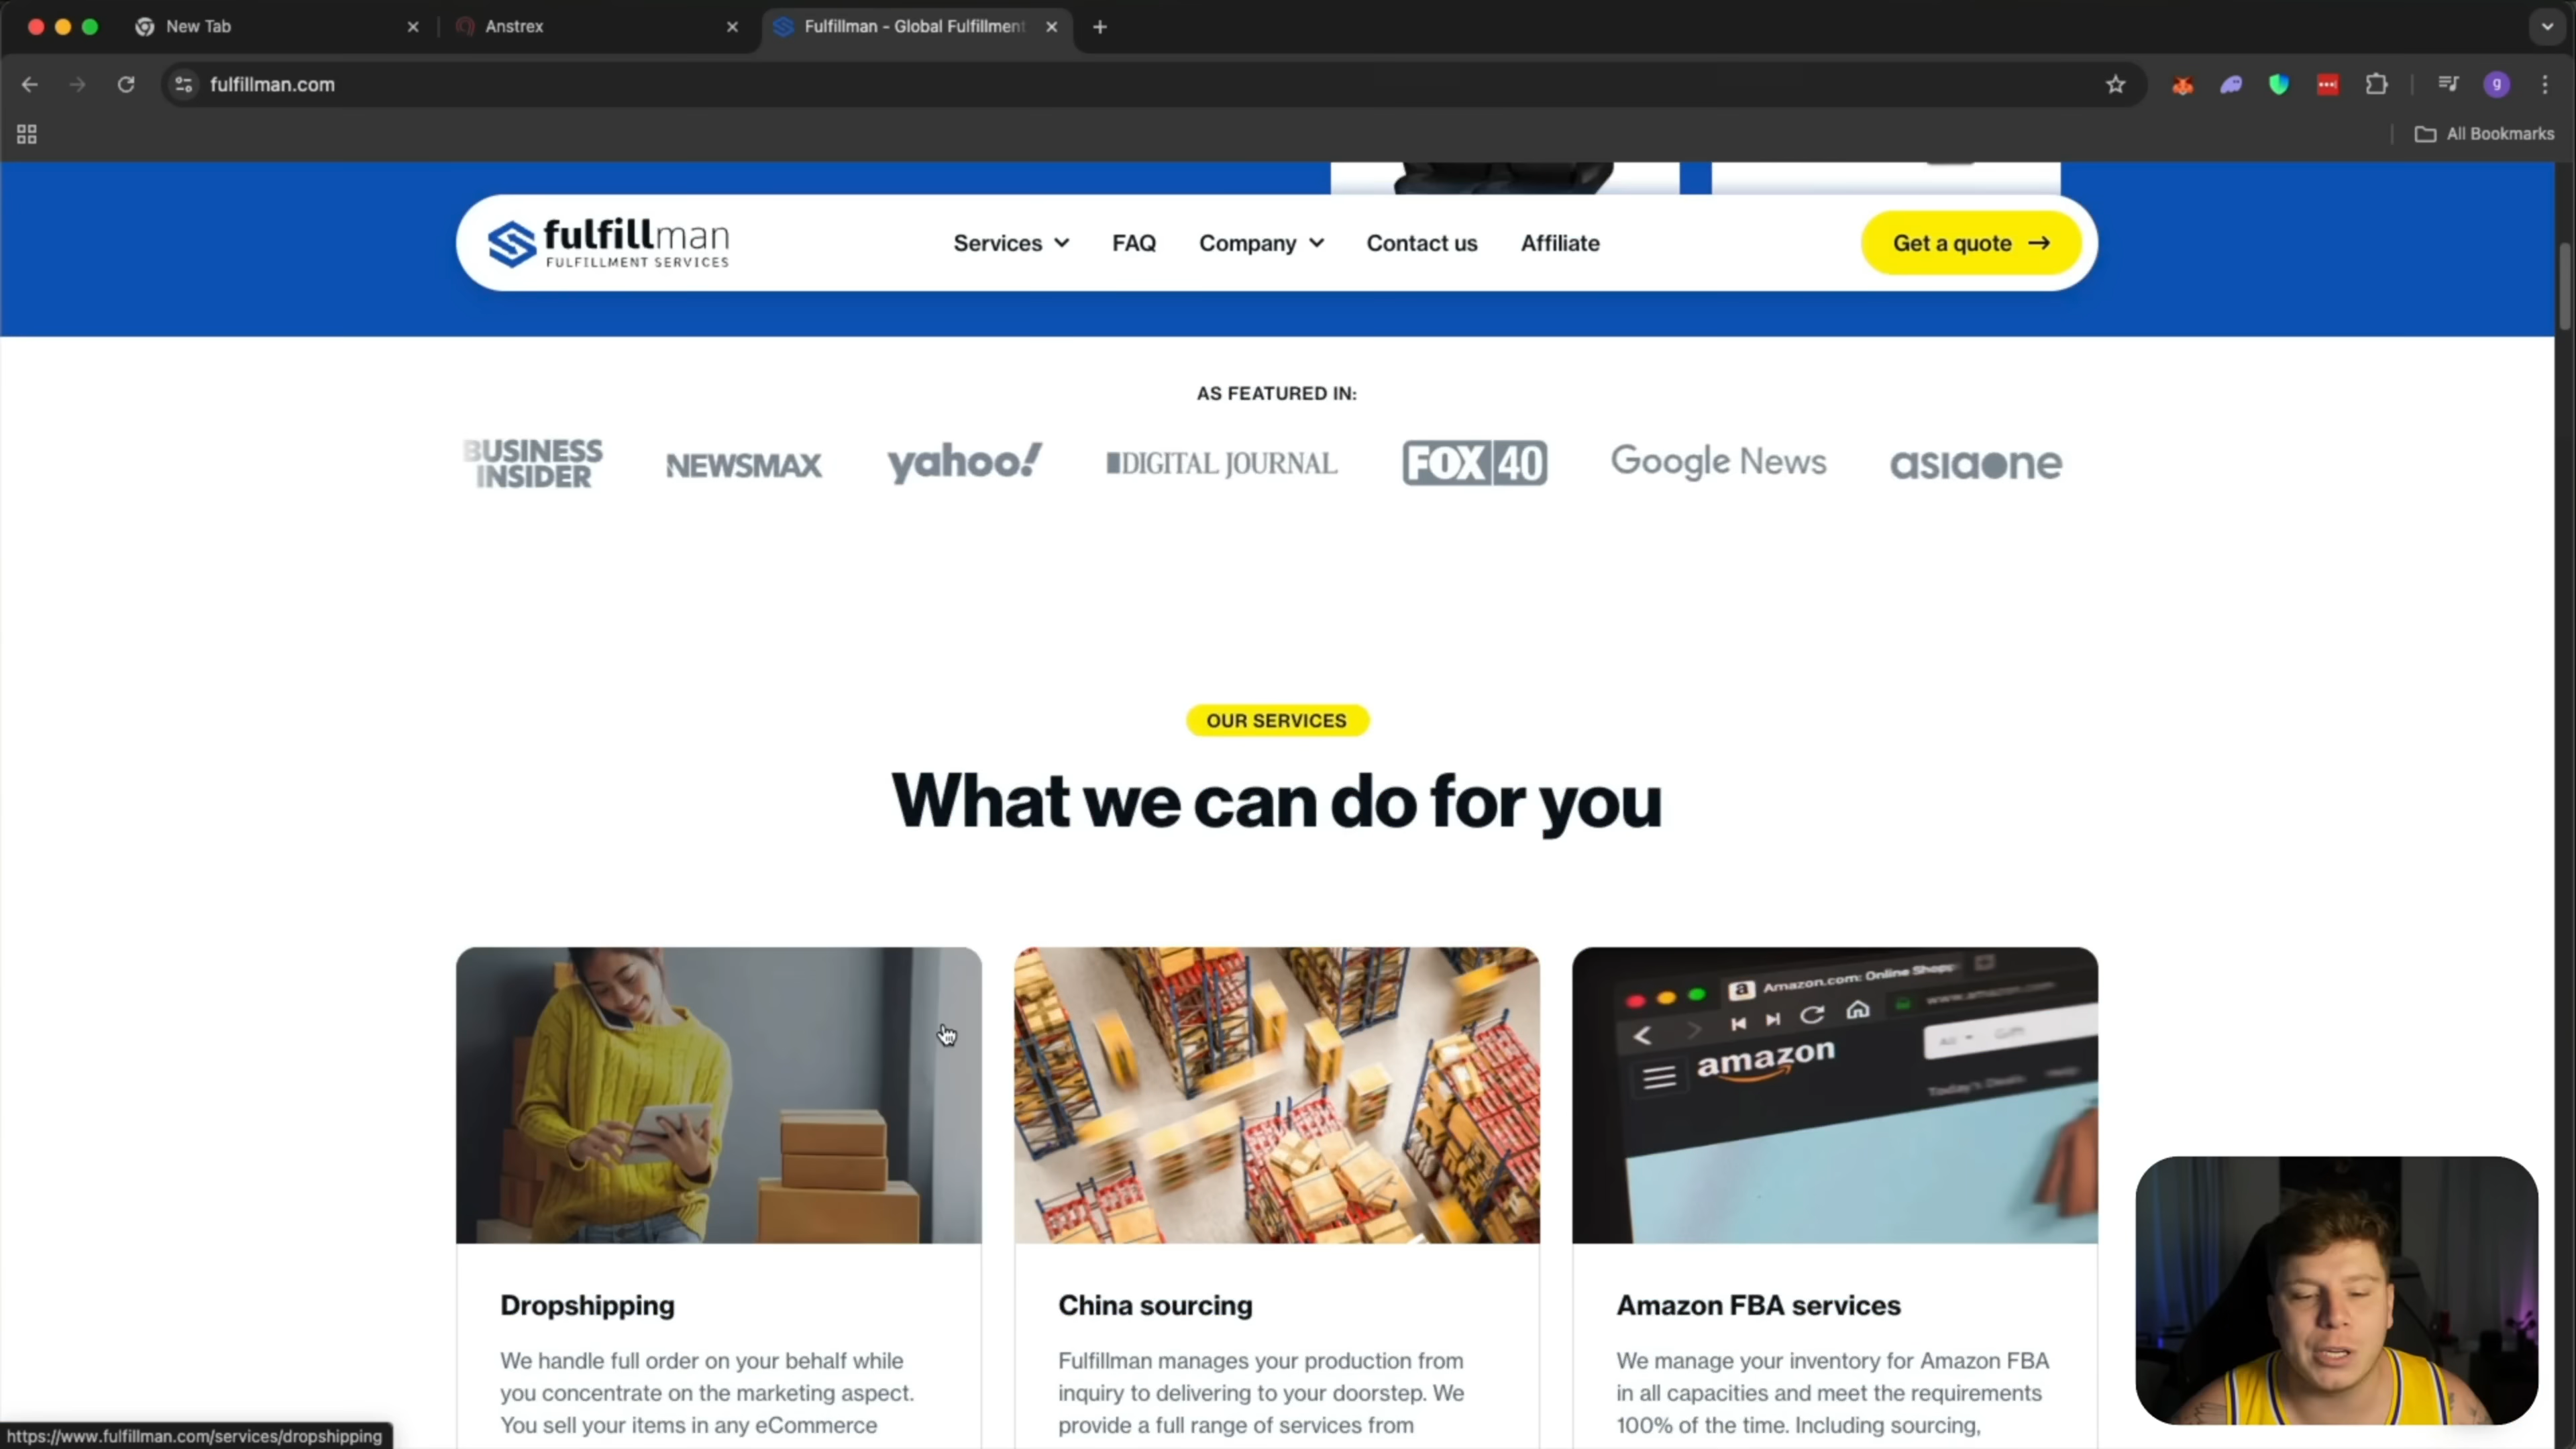 New Tab
Anstrex
Fulfillman - Global Fulfillment
fulfillman.com
g
All Bookmarks
fulfillman
FULFILLMENT SERVICES
Services
FAQ
Company
Contact us
Affiliate
Get a quote
AS FEATURED IN:
BUSINESS
INSIDER
NEWSMAX
yahoo!
DIGITAL JOURNAL
FOX 40
Google News
asiaone
OUR SERVICES
What we can do for you
a Amazon.com: Online
amazon
Today's Deals
Dropshipping
We handle full order on your behalf while
you concentrate on the marketing aspect.
You sell your items in any eCommerce
China sourcing
Fulfillman manages your production from
inquiry to delivering to your doorstep. We
provide a full range of services from
Amazon FBA services
We manage your inventory for Amazon FBA
in all capacities and meet the requirements
100% of the time. Including sourcing,
https://www.fulfillman.com/services/dropshipping